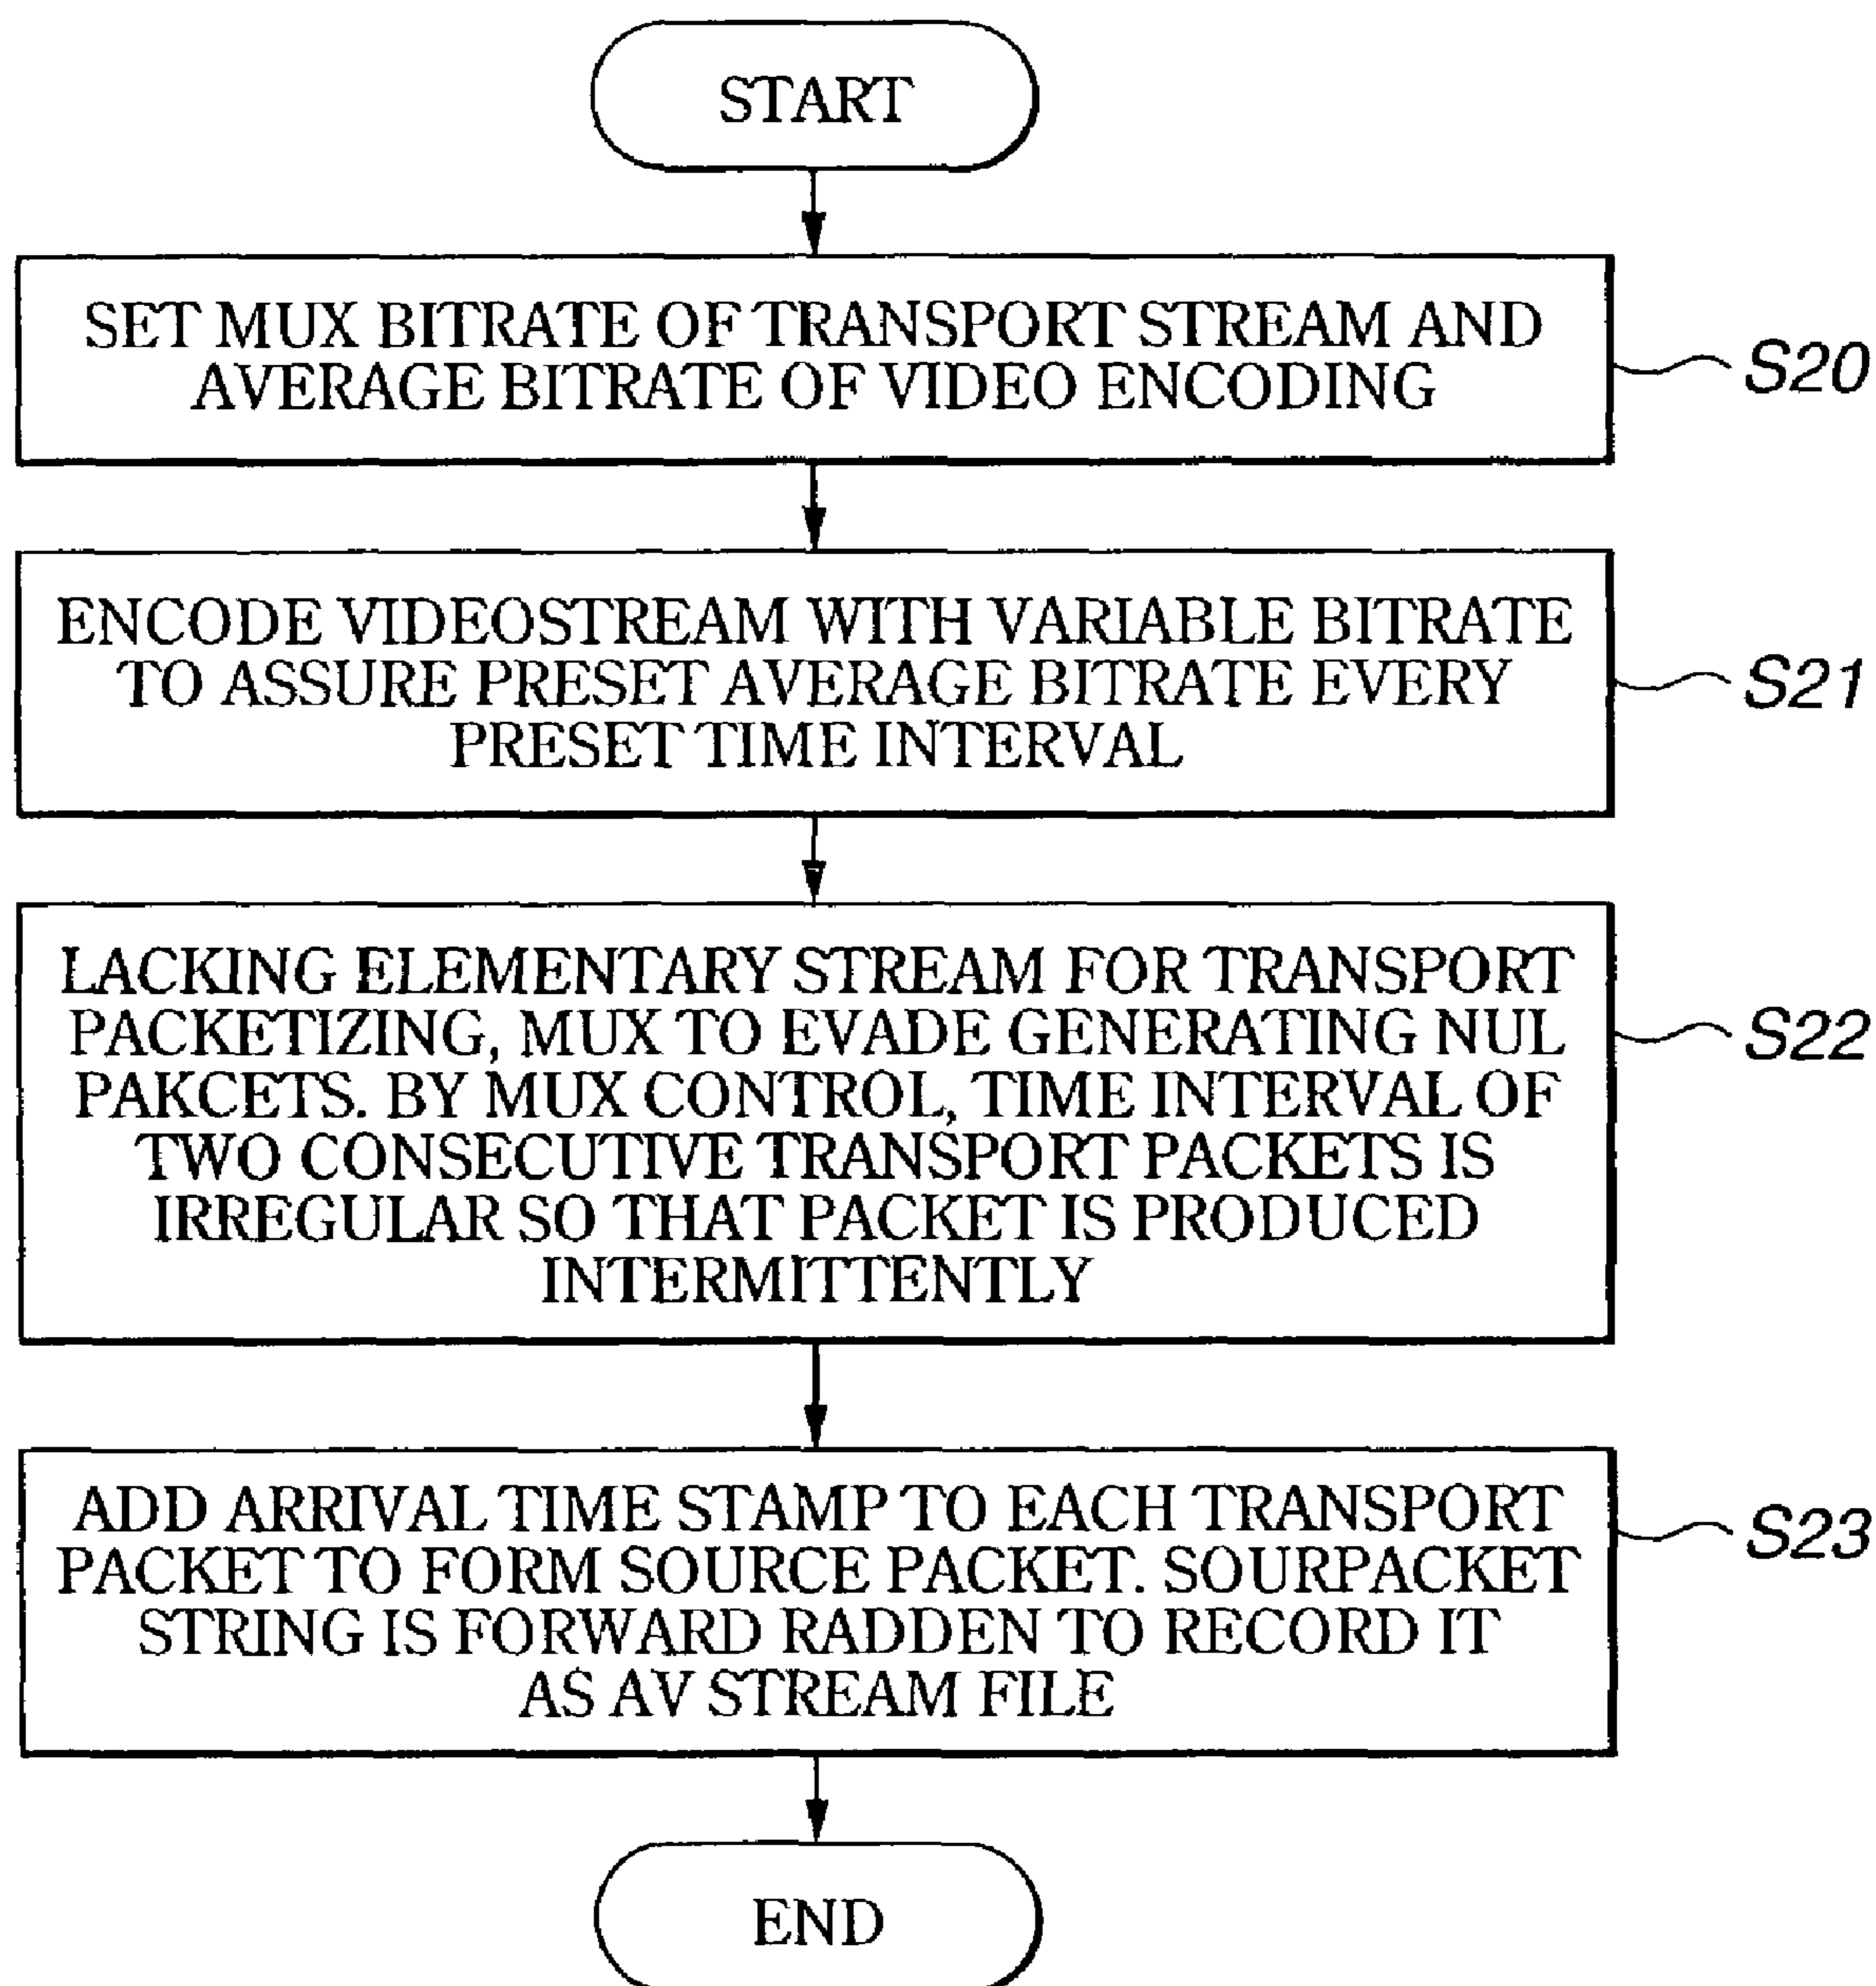 START
SET MUX BITRATE OF TRANSPORT STREAM AND
AVERAGE BITRATE OF VIDEO ENCODING
S20
ENCODE VIDEOSTREAM WITH VARIABLE BITRATE
TO ASSURE PRESET AVERAGE BITRATE EVERY
PRESET TIME INTERVAL
S21
LACKING ELEMENTARY STREAM FOR TRANSPORT
PACKETIZING, MUX TO EVADE GENERATING NUL
PAKCETS. BY MUX CONTROL, TIME INTERVAL OF
TWO CONSECUTIVE TRANSPORT PACKETS IS
IRREGULAR SO THAT PACKET IS PRODUCED
INTERMITTENTLY
S22
ADD ARRIVAL TIME STAMP TO EACH TRANSPORT
PACKET TO FORM SOURCE PACKET. SOURPACKET
STRING IS FORWARD RADDEN TO RECORD IT
AS AV STREAM FILE
S23
END